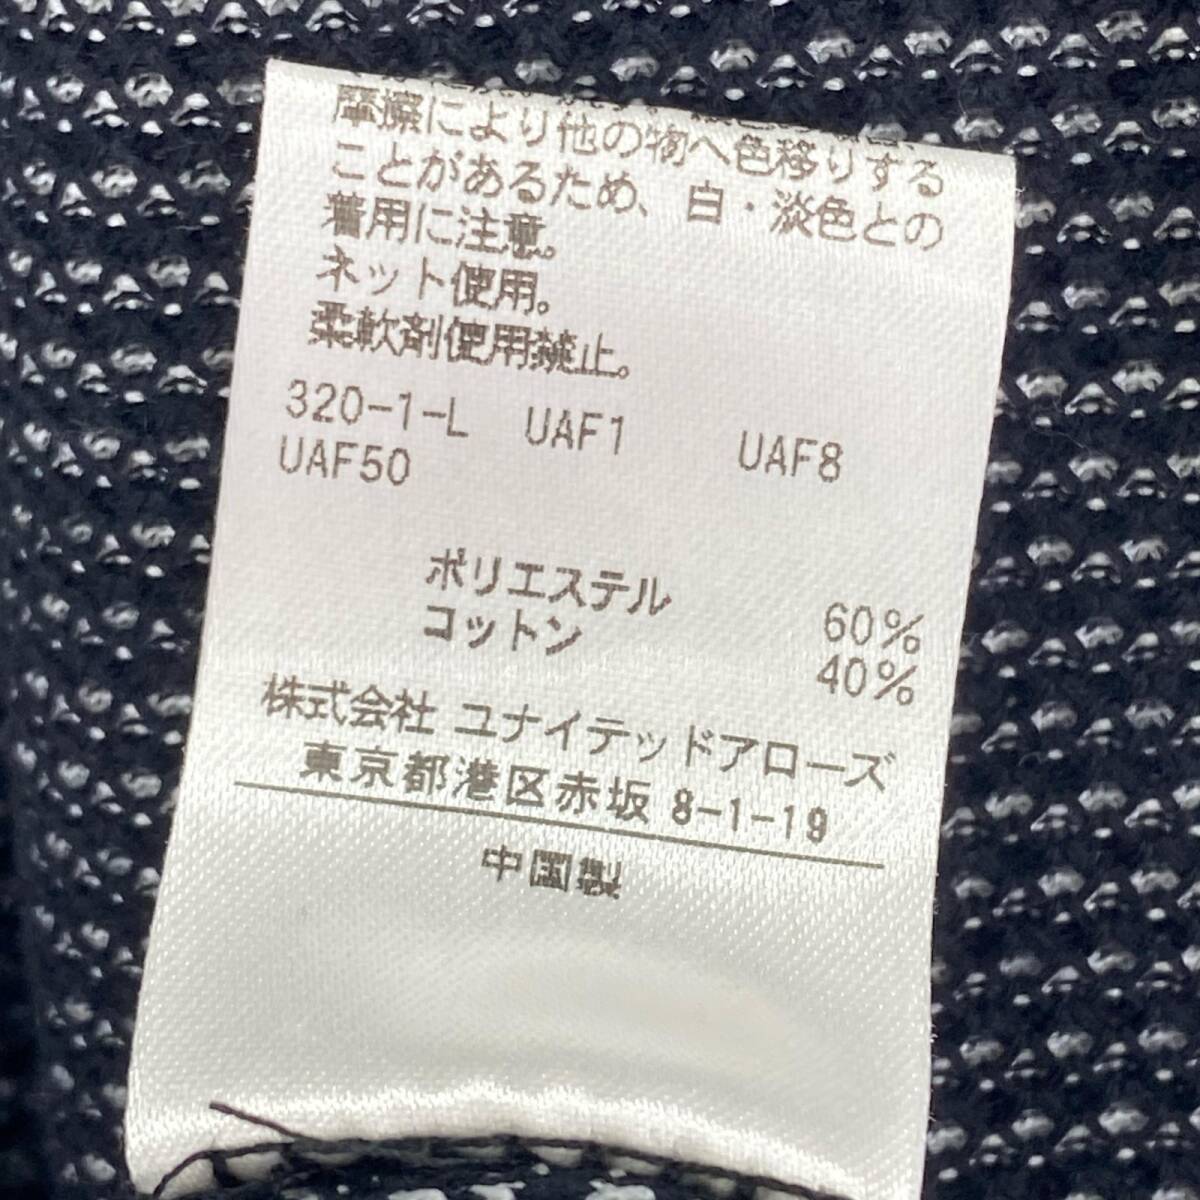 摩擦により他の物へ色移りする
ことがあるため、白・淡色との
着用に注意。
ネット使用。
柔軟剤使用禁止。
320-1-L UAF1 UAF8
UAF50
ポリエステル 60%
コットン 40%
株式会社 ユナイテッドアローズ
東京都港区赤坂 8-1-19
中国製